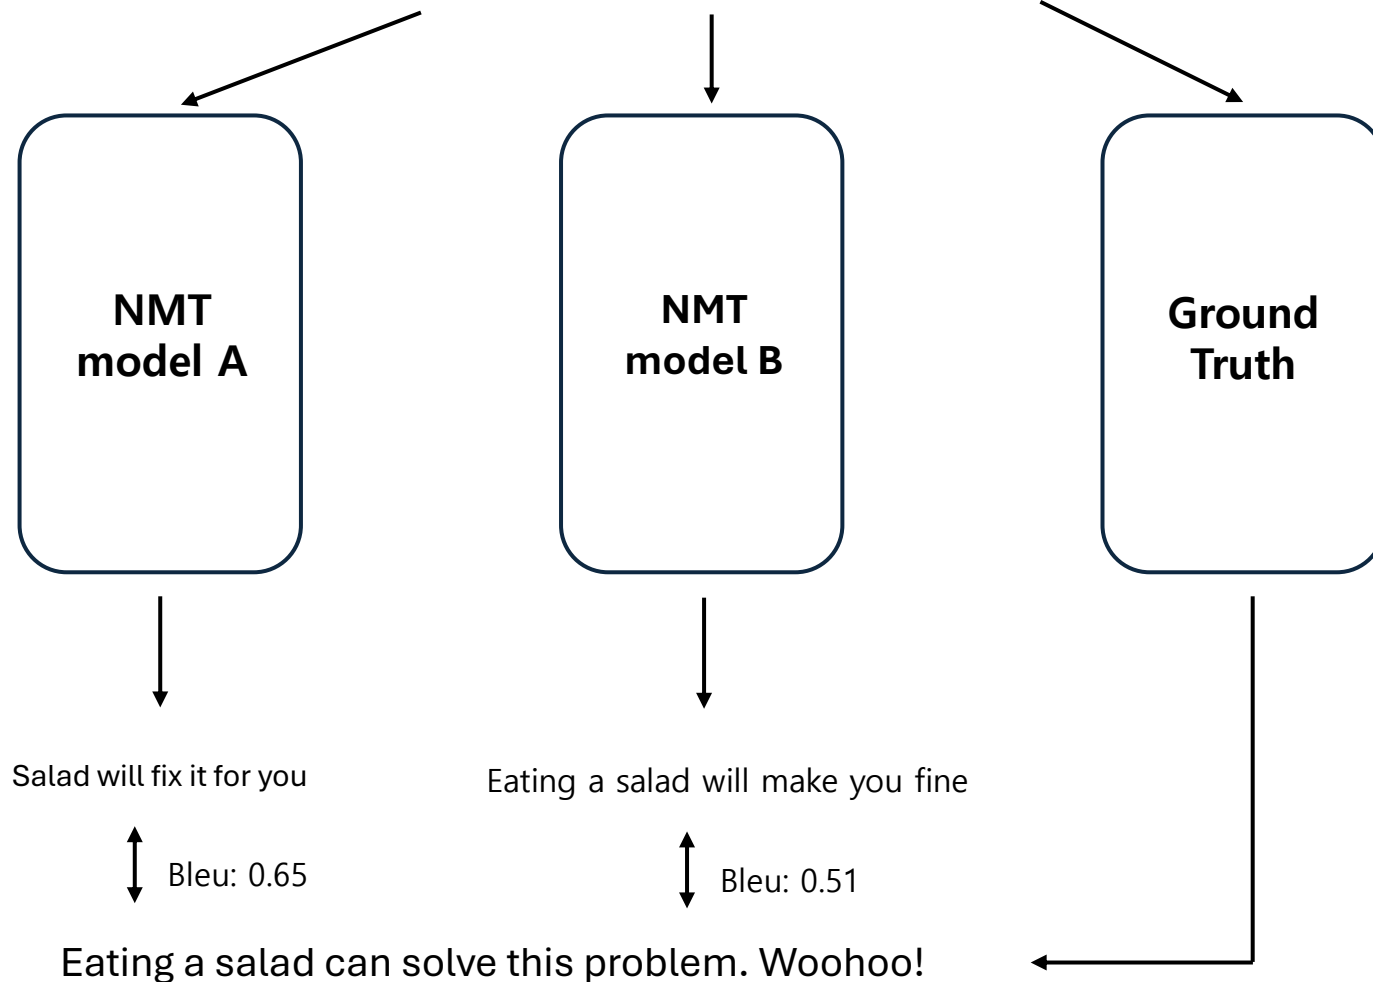 NMT
model A
NMT
model B
Ground
Truth
Salad will fix it for you
Eating a salad will make you fine
Bleu: 0.65
Bleu: 0.51
Eating a salad can solve this problem. Woohoo!